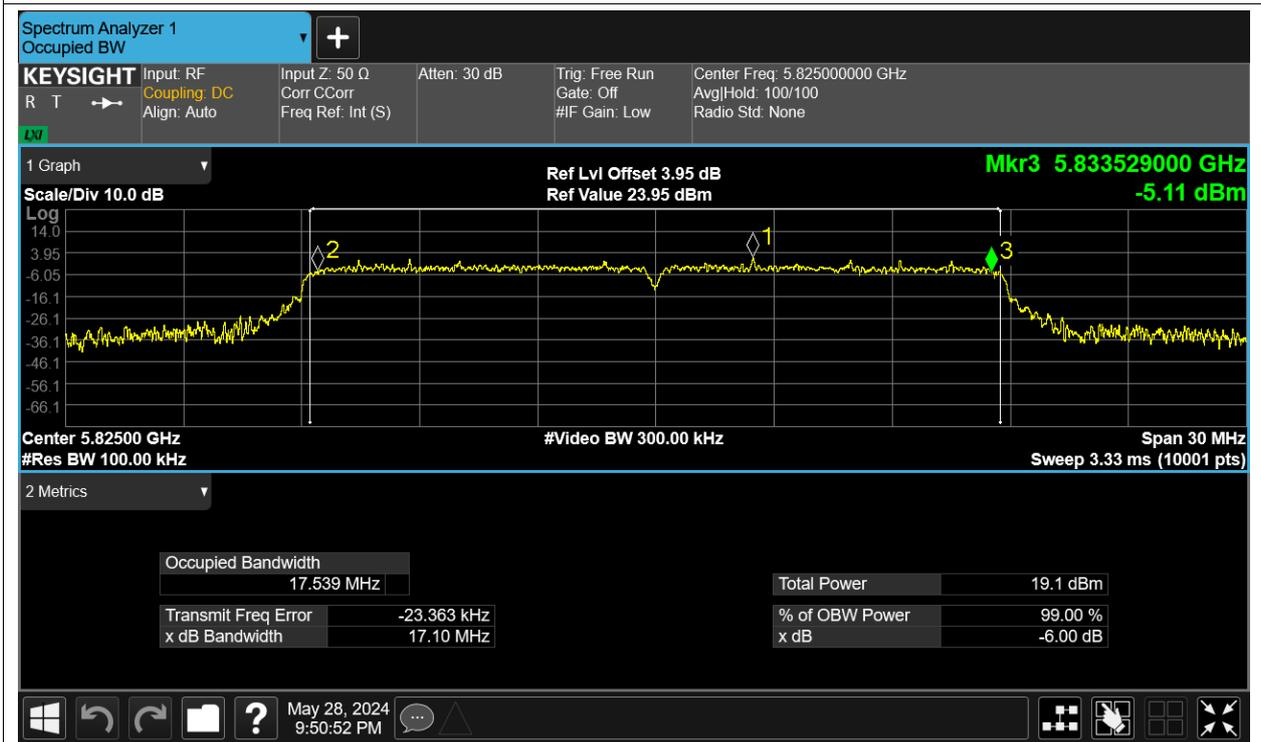 Spectrum Analyzer 1
Occupied BW
+
KEYSIGHT Input: RF Input Z: 50 Ω Atten: 30 dB Trig: Free Run Center Freq: 5.825000000 GHz
R T Coupling: DC Corr CCorr Gate: Off Avg|Hold: 100/100
Align: Auto Freq Ref: Int (S) #IF Gain: Low Radio Std: None
LXI
1 Graph Ref Lvl Offset 3.95 dB Mkr3 5.833529000 GHz
Scale/Div 10.0 dB Ref Value 23.95 dBm -5.11 dBm
Log
14.0
3.95
-6.05
-16.1
-26.1
-36.1
-46.1
-56.1
-66.1
2 1 3
Center 5.82500 GHz #Video BW 300.00 kHz Span 30 MHz
#Res BW 100.00 kHz Sweep 3.33 ms (10001 pts)
2 Metrics
Occupied Bandwidth
17.539 MHz Total Power 19.1 dBm
Transmit Freq Error -23.363 kHz % of OBW Power 99.00 %
x dB Bandwidth 17.10 MHz x dB -6.00 dB
? May 28, 2024
9:50:52 PM